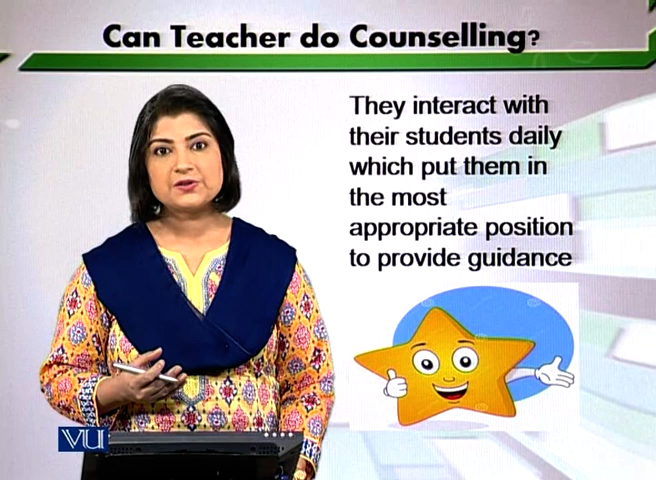 Can Teacher do Counselling?
They interact with
their students daily
which put them in
the most
appropriate position
to provide guidance
VU